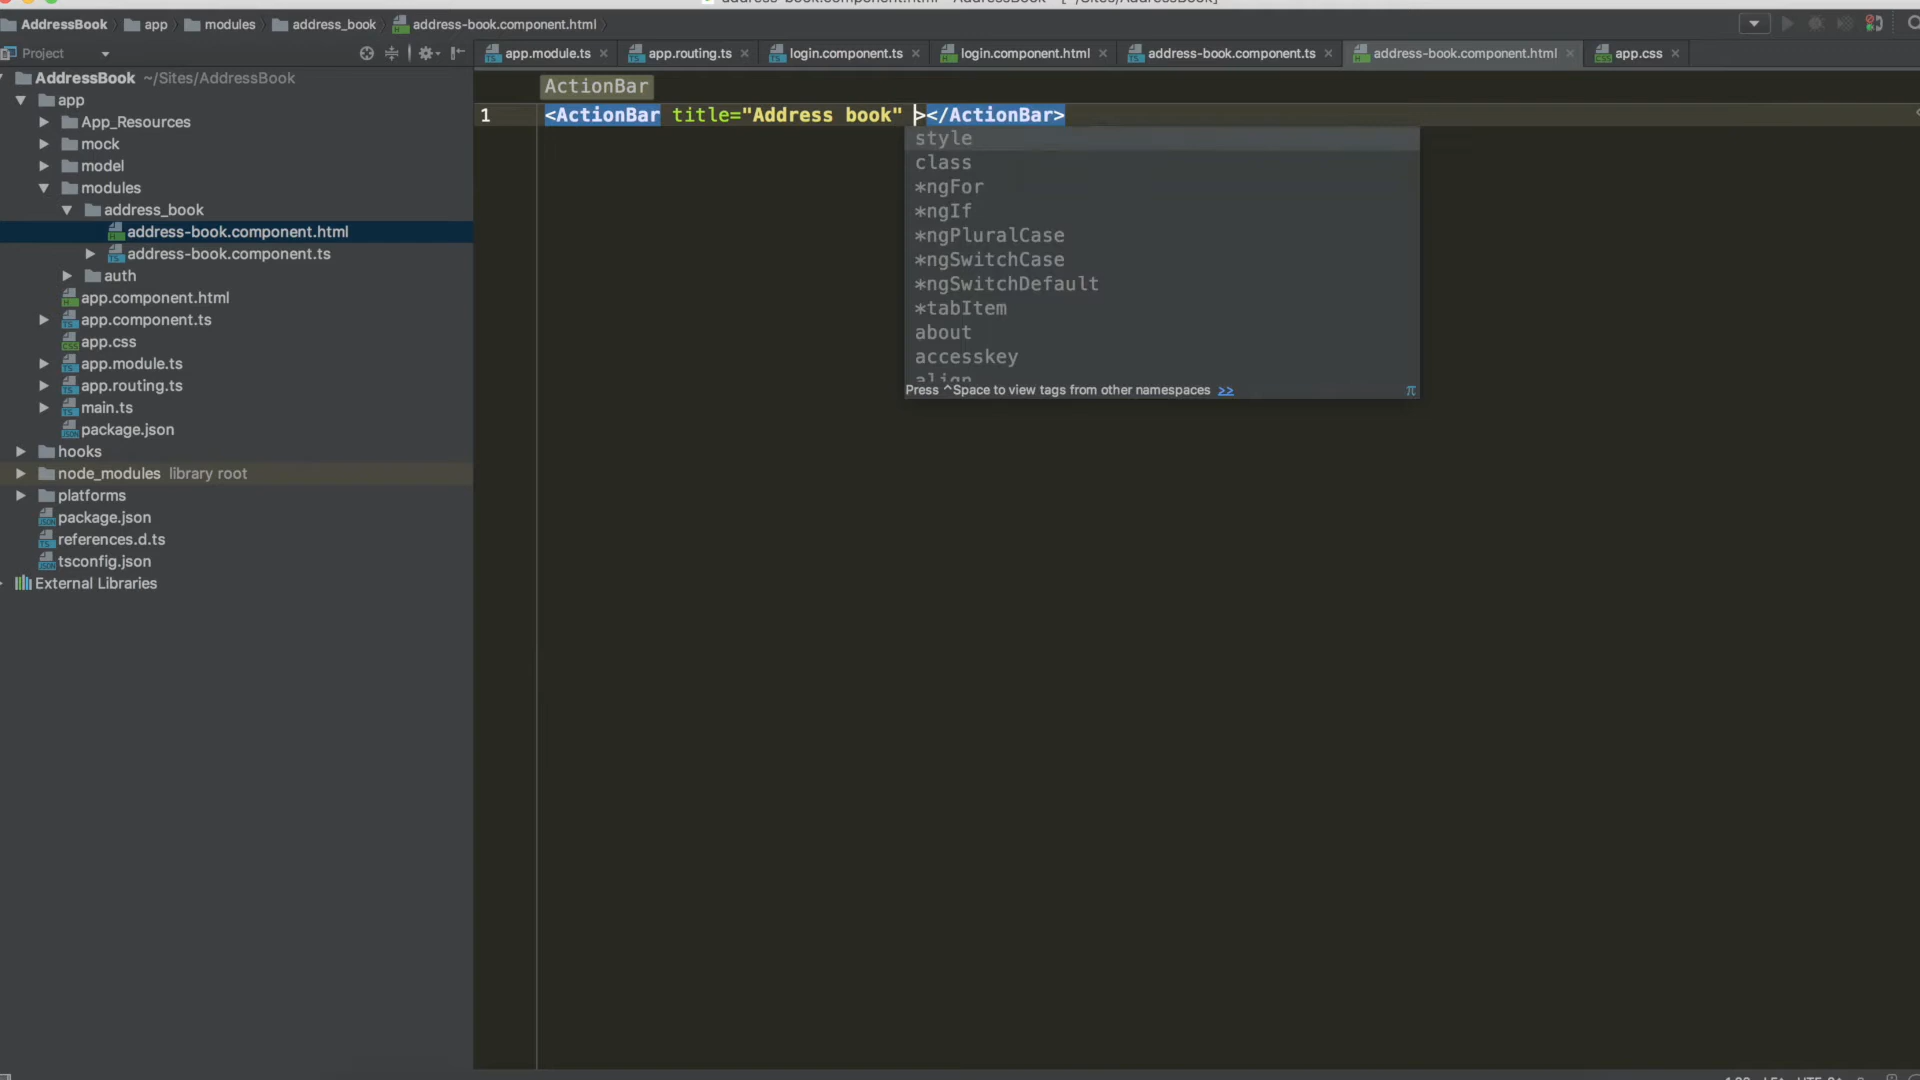 AddressBook app modules address_book address-book.component.html
Project
app.module.ts app.routing.ts login.component.ts login.component.html address-book.component.ts address-book.component.html app.css
AddressBook ~/Sites/AddressBook
app
App_Resources
mock
model
modules
address_book
address-book.component.html
address-book.component.ts
auth
app.component.html
app.component.ts
app.css
app.module.ts
app.routing.ts
main.ts
package.json
hooks
node_modules library root
platforms
package.json
references.d.ts
tsconfig.json
External Libraries
ActionBar
1 <ActionBar title="Address book" ></ActionBar>
style
class
*ngFor
*ngIf
*ngPluralCase
*ngSwitchCase
*ngSwitchDefault
*tabItem
about
accesskey
align
Press ^Space to view tags from other namespaces >> π